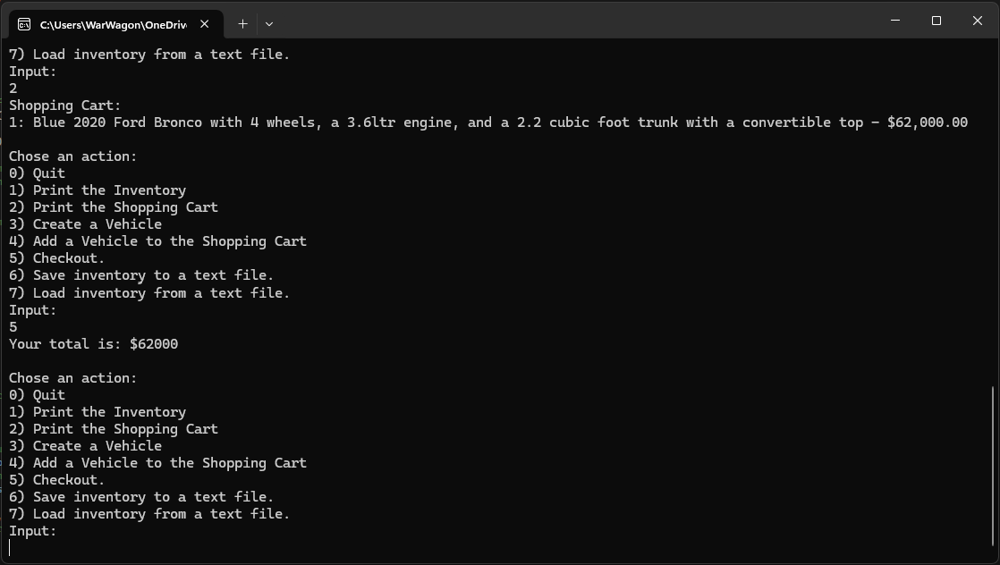 C:\Users\WarWagon\OneDriv
7) Load inventory from a text file.
Input:
2
Shopping Cart:
1: Blue 2020 Ford Bronco with 4 wheels, a 3.6ltr engine, and a 2.2 cubic foot trunk with a convertible top - $62,000.00
Chose an action:
0) Quit
1) Print the Inventory
2) Print the Shopping Cart
3) Create a Vehicle
4) Add a Vehicle to the Shopping Cart
5) Checkout.
6) Save inventory to a text file.
7) Load inventory from a text file.
Input:
5
Your total is: $62000
Chose an action:
0) Quit
1) Print the Inventory
2) Print the Shopping Cart
3) Create a Vehicle
4) Add a Vehicle to the Shopping Cart
5) Checkout.
6) Save inventory to a text file.
7) Load inventory from a text file.
Input: